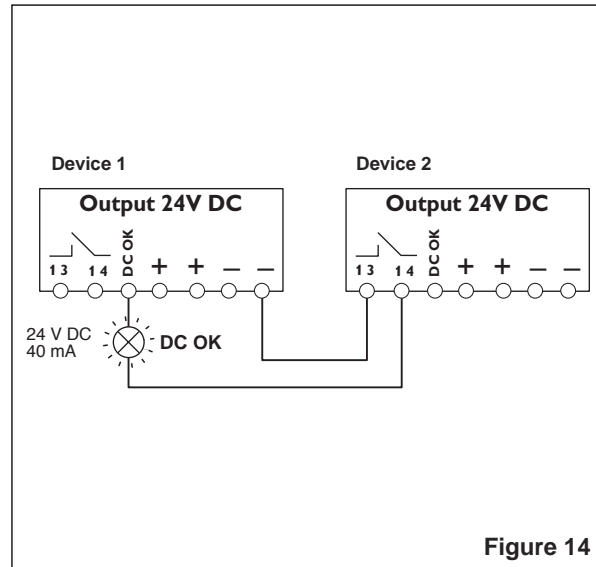 Device 1
Device 2
Output 24V DC
13 14 DC OK + + – –
Output 24V DC
13 14 DC OK + + – –
24 V DC
40 mA
DC OK
Figure 14